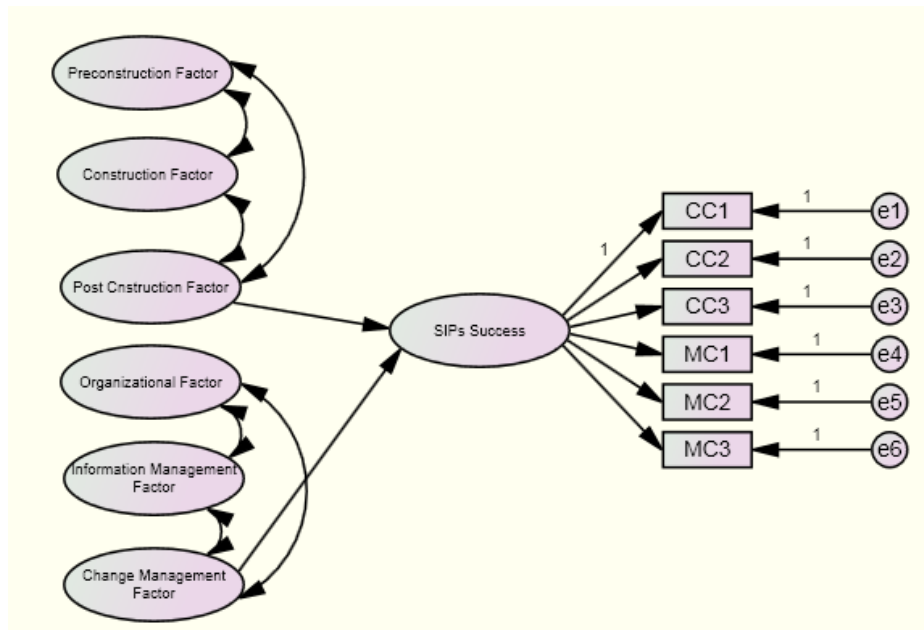 Preconstruction Factor
Construction Factor
Post Cnstruction Factor
Organizational Factor
Information Management
Factor
Change Management
Factor
SIPs Success
1
CC1
1
e1
CC2
1
e2
CC3
1
e3
MC1
1
e4
MC2
1
e5
MC3
1
e6